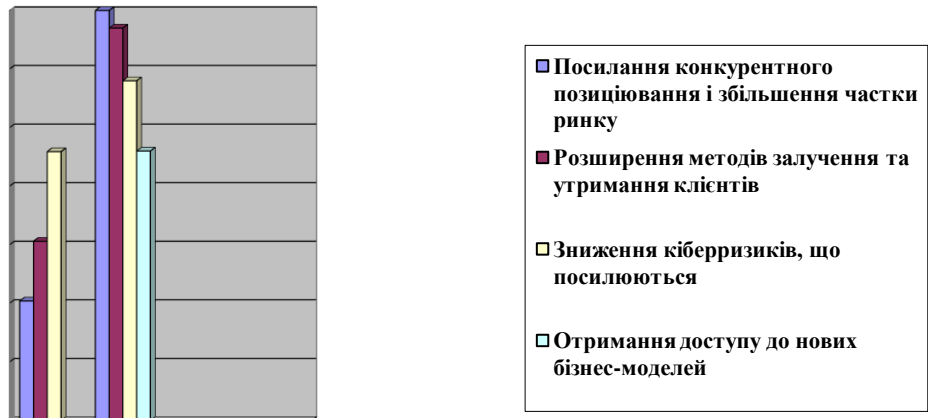 Посилання конкурентного
позиціювання і збільшення частки
ринку
Розширення методів залучення та
утримання клієнтів
Зниження кіберризиків, що
посилюються
Отримання доступу до нових
бізнес-моделей